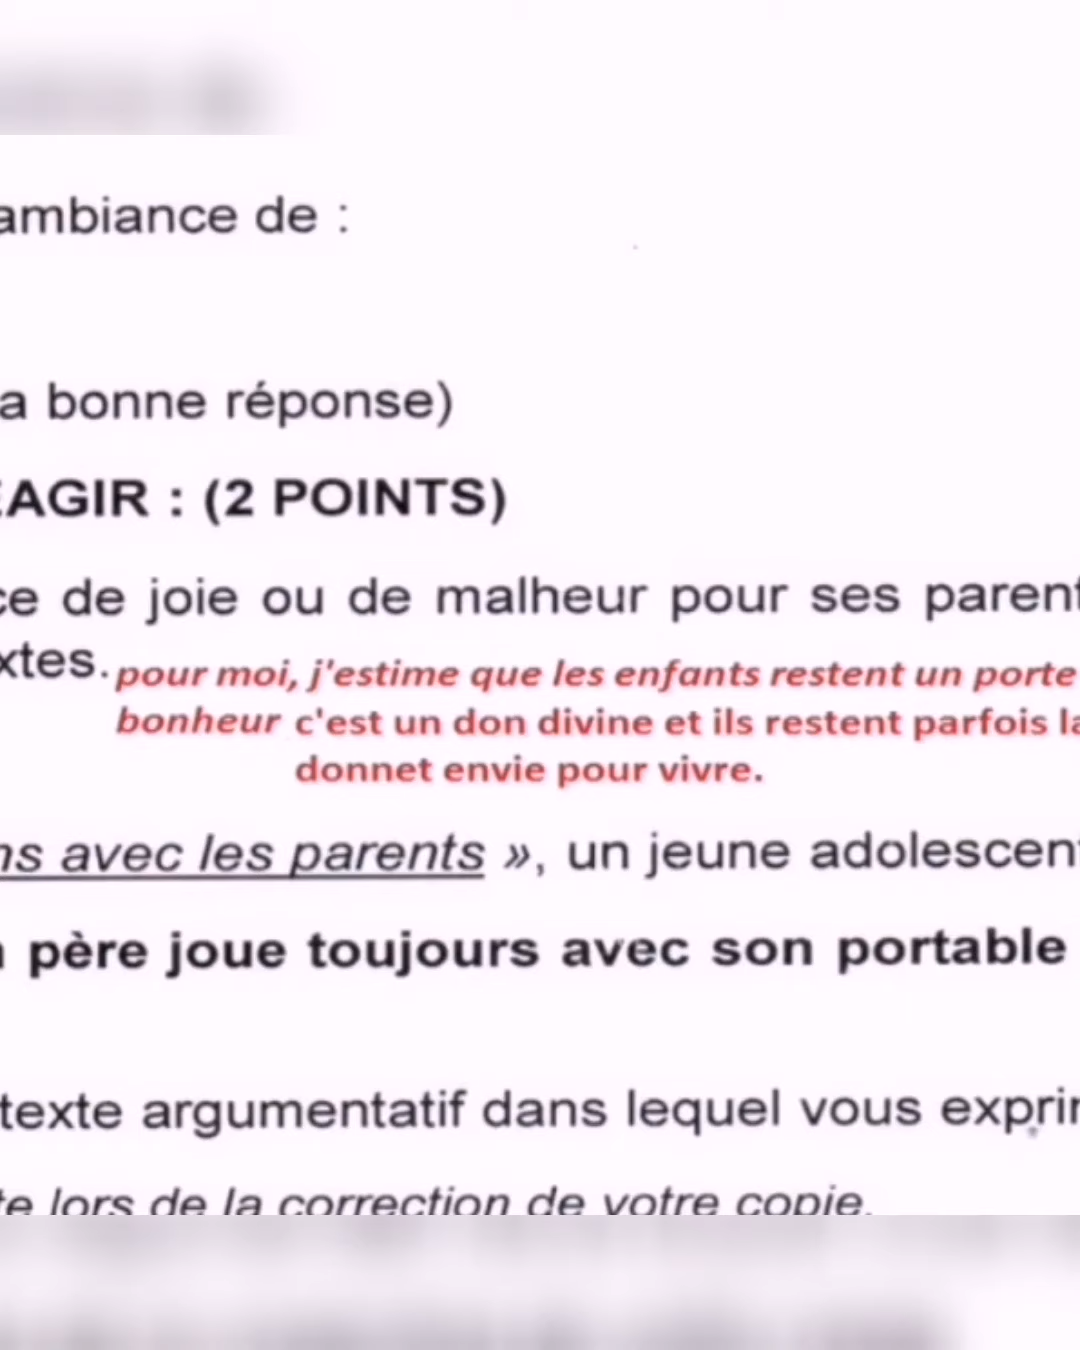 ambiance de :
a bonne réponse)
ÉAGIR : (2 POINTS)
ce de joie ou de malheur pour ses paren
xtes.
pour moi, j'estime que les enfants restent un porte
bonheur c'est un don divine et ils restent parfois la
donnet envie pour vivre.
ns avec les parents », un jeune adolescent
père joue toujours avec son portable
texte argumentatif dans lequel vous exprim
te lors de la correction de votre copie.